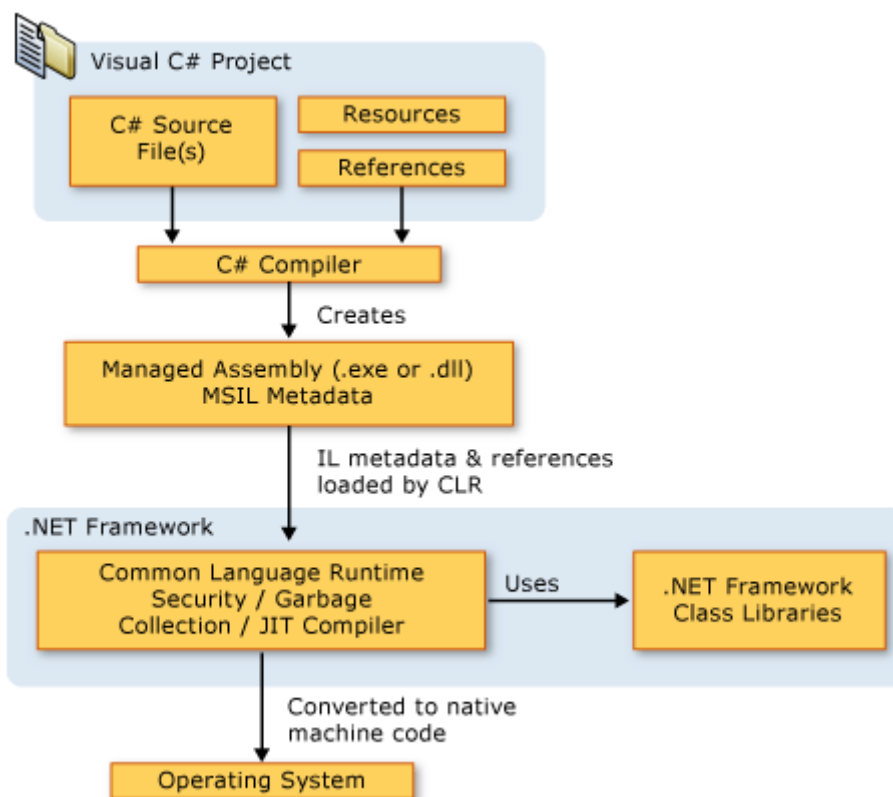 Visual C# Project
C# Source
File(s)
Resources
References
C# Compiler
Creates
Managed Assembly (.exe or .dll)
MSIL Metadata
IL metadata & references
loaded by CLR
.NET Framework
Common Language Runtime
Security / Garbage
Collection / JIT Compiler
Uses
.NET Framework
Class Libraries
Converted to native
machine code
Operating System